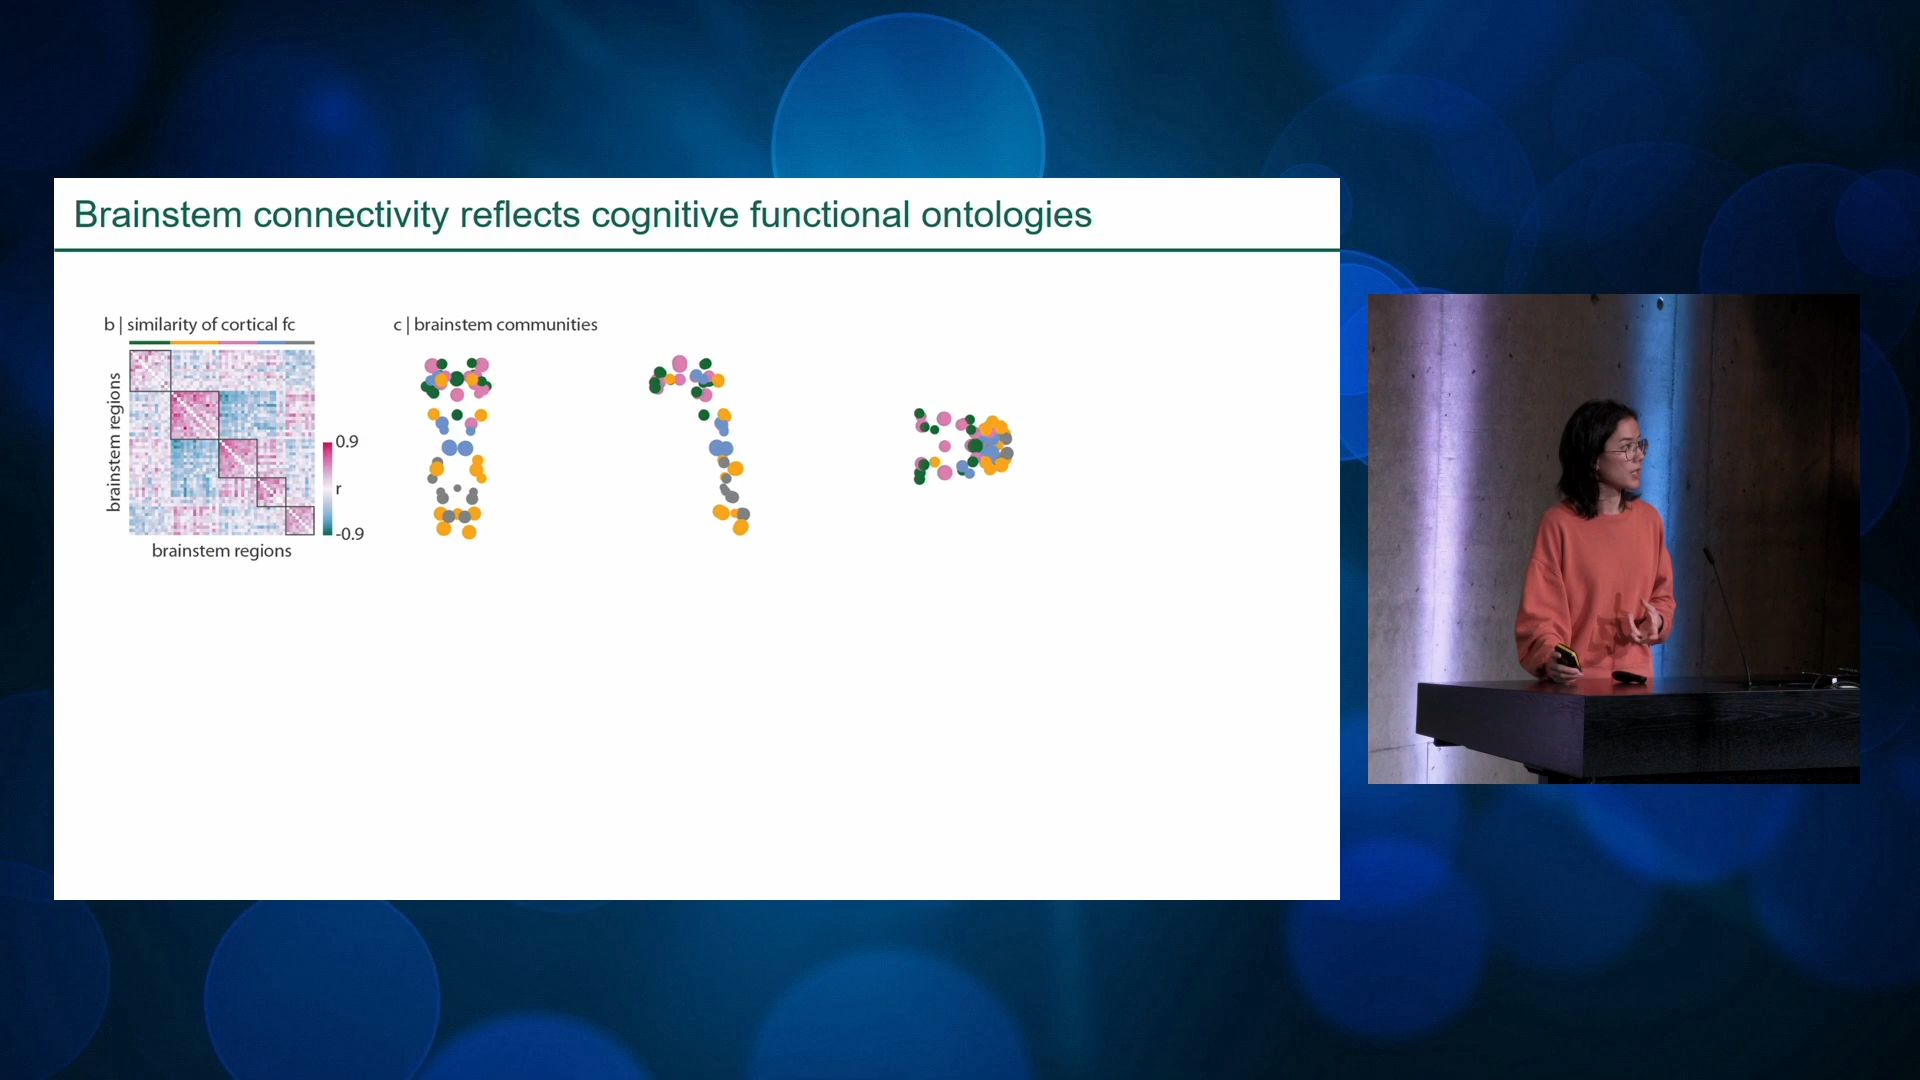 Brainstem connectivity reflects cognitive functional ontologies
b | similarity of cortical fc
c | brainstem communities
brainstem regions
0.9
r
-0.9
brainstem regions